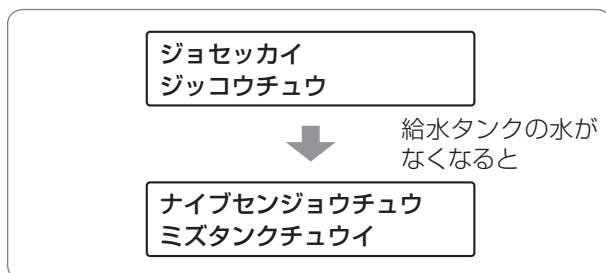 ジョセッカイ
ジッコウチュウ
給水タンクの水が
なくなると
ナイブセンジョウチュウ
ミズタンクチュウイ